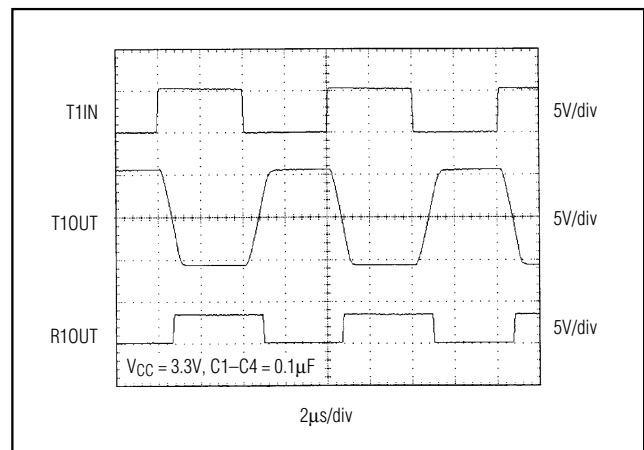 T1IN 5V/div
T1OUT 5V/div
R1OUT 5V/div
VCC = 3.3V, C1–C4 = 0.1µF
2µs/div